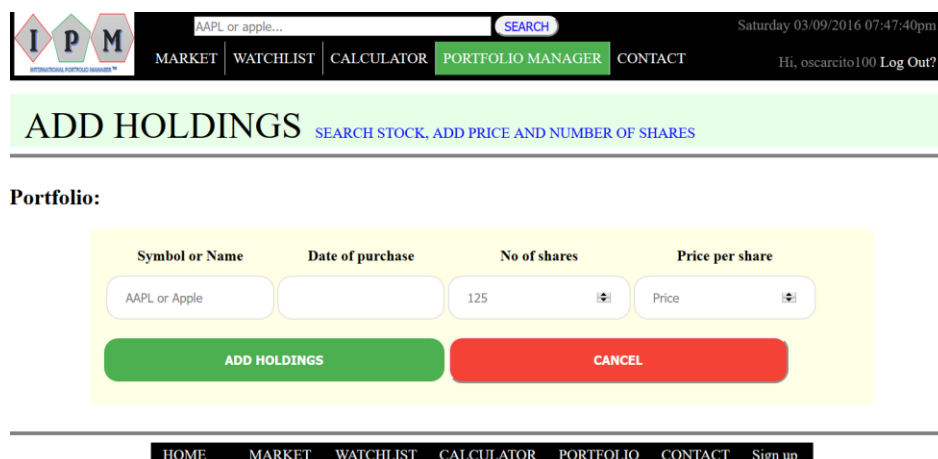 I P M
INTERNATIONAL PORTFOLIO MANAGER ™
AAPL or apple... SEARCH Saturday 03/09/2016 07:47:40pm
MARKET WATCHLIST CALCULATOR PORTFOLIO MANAGER CONTACT Hi, oscarcito100 Log Out?
ADD HOLDINGS SEARCH STOCK, ADD PRICE AND NUMBER OF SHARES
Portfolio:
Symbol or Name Date of purchase No of shares Price per share
AAPL or Apple 125 Price
ADD HOLDINGS CANCEL
HOME MARKET WATCHLIST CALCULATOR PORTFOLIO CONTACT Sign up